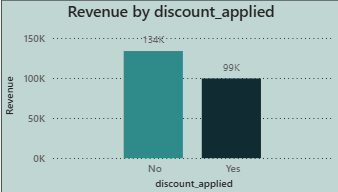 Revenue by discount_applied
150K
134K
100K
99K
50K
0K
Revenue
No
Yes
discount_applied